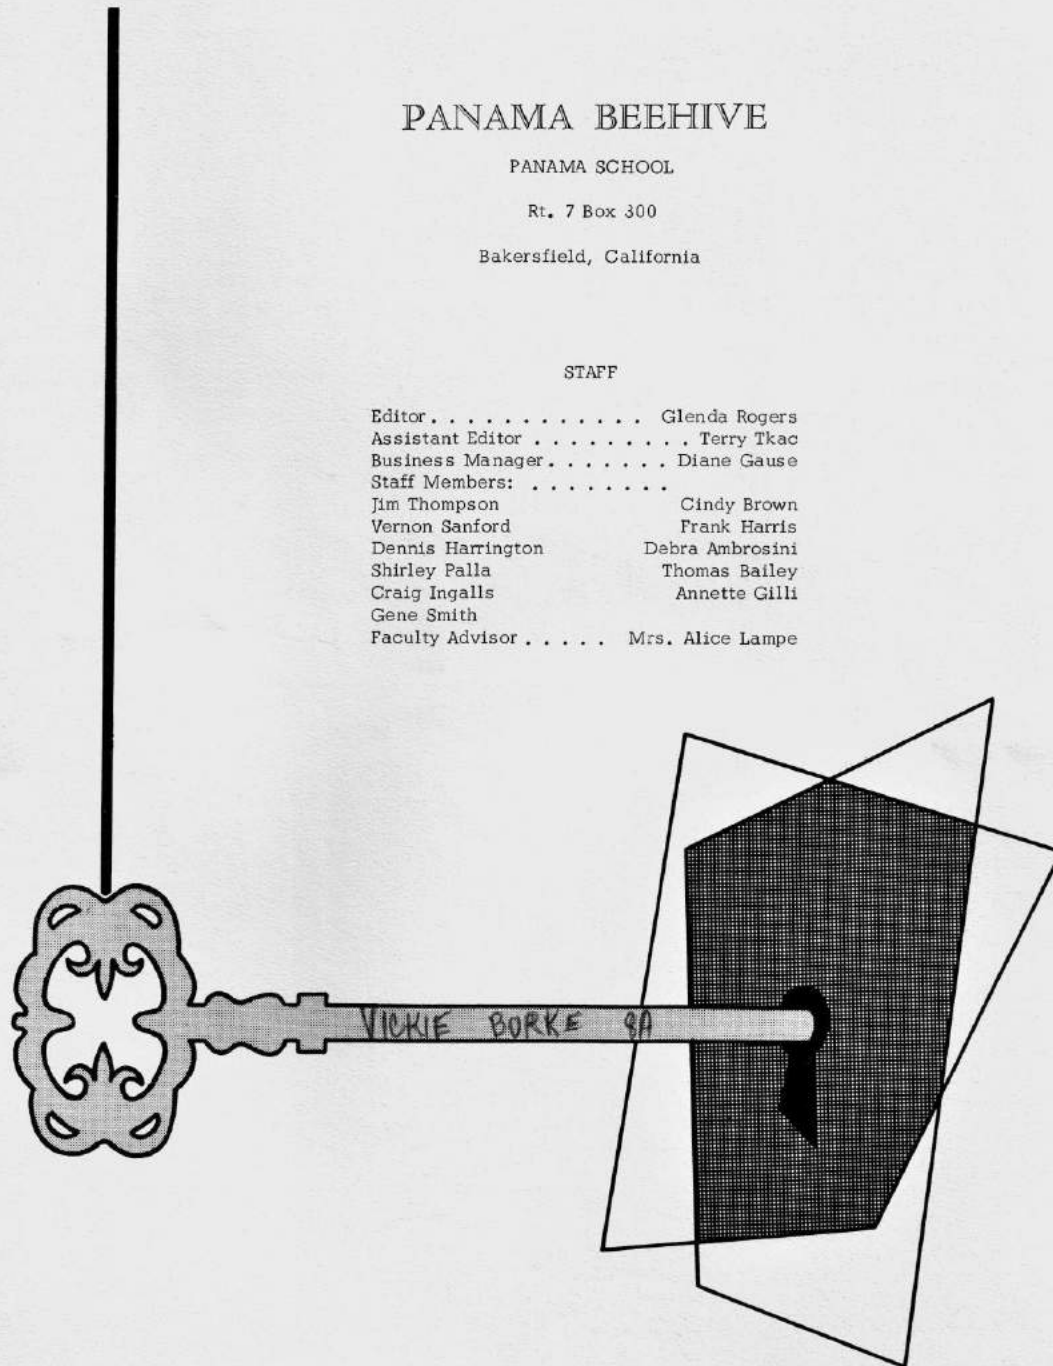 PANAMA BEEHIVE
PANAMA SCHOOL
Rt. 7 Box 300
Bakersfield, California
STAFF
Editor . . . . . . . . . . . . Glenda Rogers
Assistant Editor . . . . . . . . . Terry Tkac
Business Manager . . . . . . . Diane Gause
Staff Members: . . . . . . . .
Jim Thompson Cindy Brown
Vernon Sanford Frank Harris
Dennis Harrington Debra Ambrosini
Shirley Palla Thomas Bailey
Craig Ingalls Annette Gilli
Gene Smith
Faculty Advisor . . . . . Mrs. Alice Lampe
VICKIE BORKE 8A